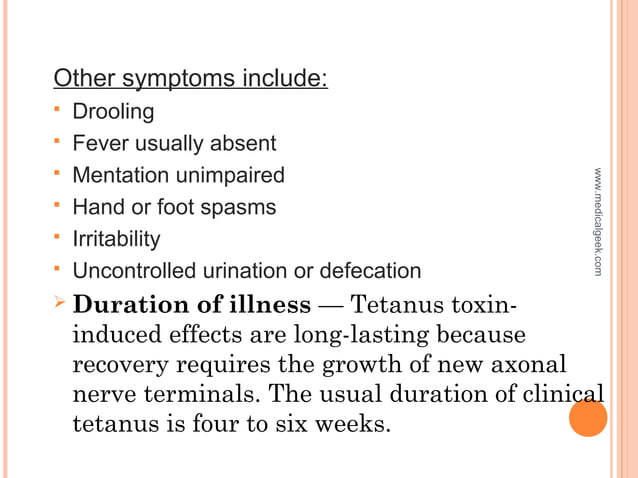 Other symptoms include:
Drooling
Fever usually absent
Mentation unimpaired
Hand or foot spasms
Irritability
Uncontrolled urination or defecation
Duration of illness — Tetanus toxin-
induced effects are long-lasting because
recovery requires the growth of new axonal
nerve terminals. The usual duration of clinical
tetanus is four to six weeks.
www.medicalgeek.com